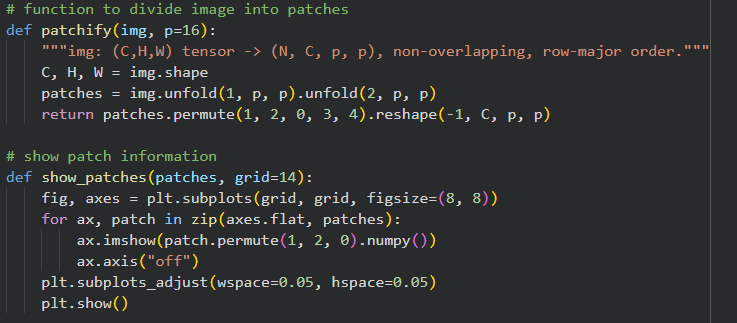 # function to divide image into patches
def patchify(img, p=16):
    """img: (C,H,W) tensor -> (N, C, p, p), non-overlapping, row-major order."""
    C, H, W = img.shape
    patches = img.unfold(1, p, p).unfold(2, p, p)
    return patches.permute(1, 2, 0, 3, 4).reshape(-1, C, p, p)

# show patch information
def show_patches(patches, grid=14):
    fig, axes = plt.subplots(grid, grid, figsize=(8, 8))
    for ax, patch in zip(axes.flat, patches):
        ax.imshow(patch.permute(1, 2, 0).numpy())
        ax.axis("off")
    plt.subplots_adjust(wspace=0.05, hspace=0.05)
    plt.show()